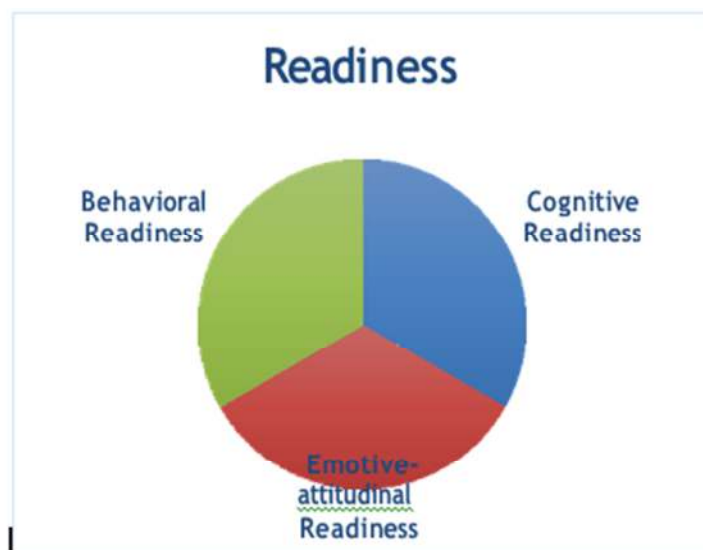 Readiness
Behavioral
Readiness
Cognitive
Readiness
Emotive-
attitudinal
Readiness